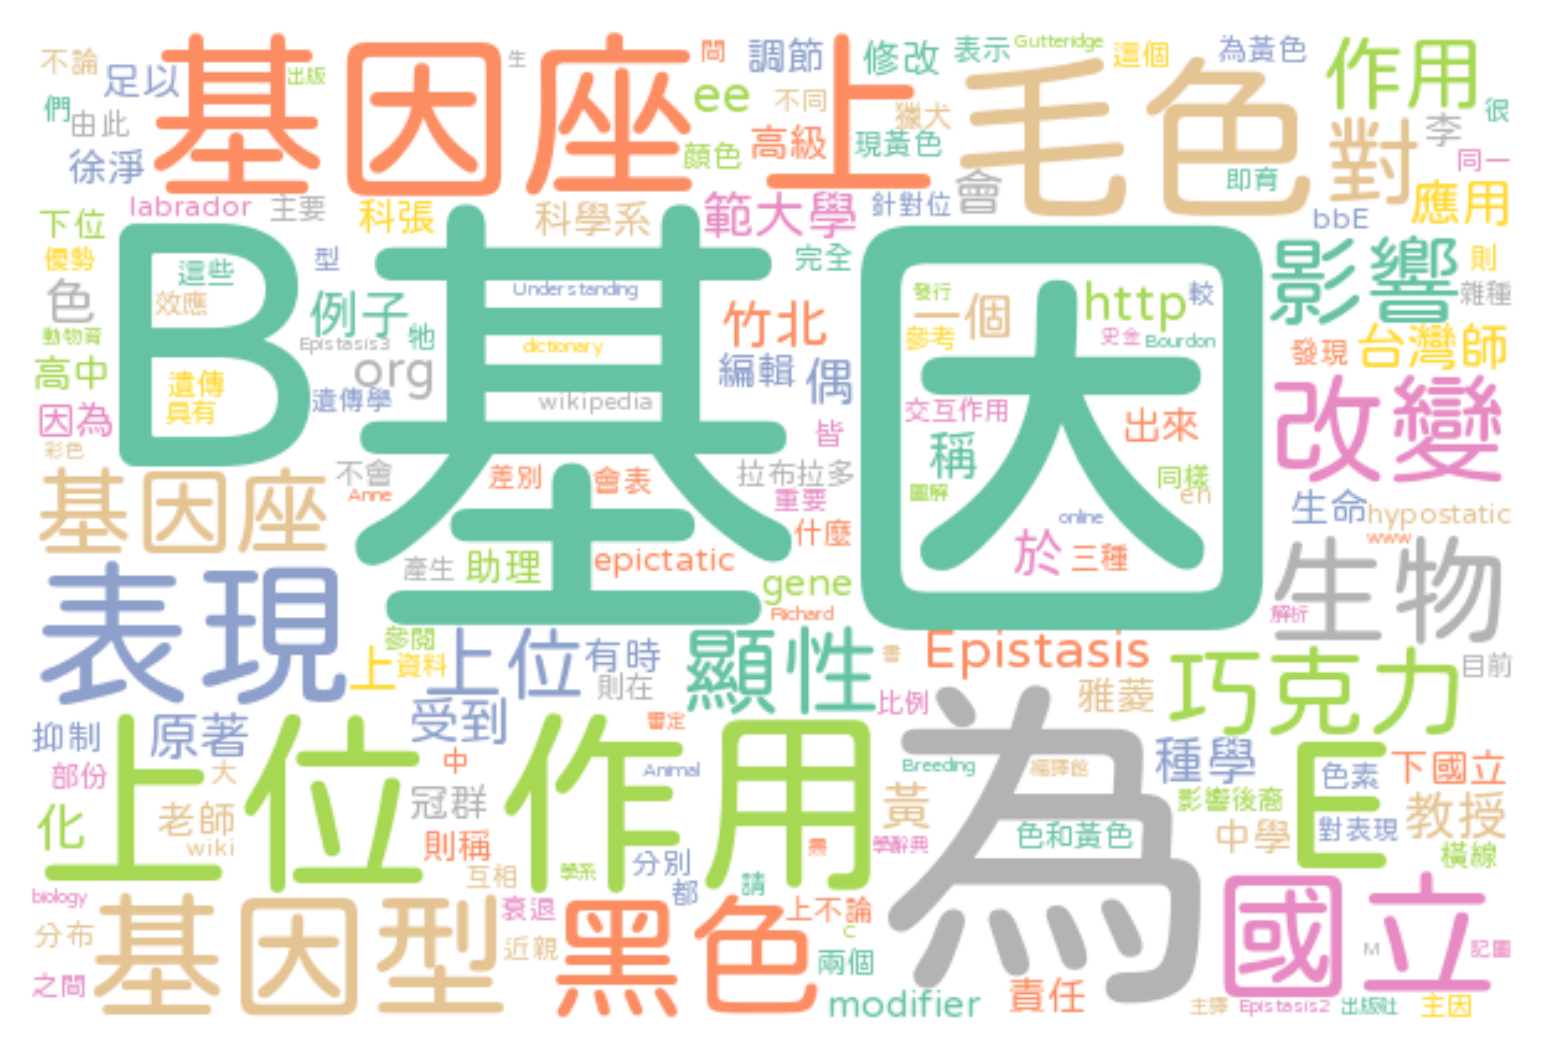 不論
足以
基因座上
出版
生
問
調節
修改
表示
Gutteridge
這個
為黃色
作用
們
由此
ee
不同
獵犬
毛色
對
李
很
徐淨
顏色
高級
現黃色
會
即育
同一
labrador
主要
科張
科學系
範大學
針對位
bbE
應用
下位
優勢
色
動物育
高中
因為
彩色
這些
效應
型
例子
牠
Epistasis3
org
遺傳
具有
遺傳學
B基因
Understanding
dictionary
wikipedia
竹北
編輯
偶
完全
皆
拉布拉多
重要
什麼
發行
一個
參考
http
較
史金
Bourdon
交互作用
稱
出來
圖解
同樣
en
online
於
三種
影響
則
雜種
發現
台灣師
改變
基因座
不會
Anne
差別
會表
產生
助理
epictatic
gene
Richard
生命
hypostatic
www
生物
解析
表現
參閱
上
資料
上位
有時
則在
顯性
書
Epistasis
比例
雅菱
巧克力
目前
受到
抑制
原著
部份
大
化
老師
wiki
上位作用
中
冠群
則稱
互相
雷定
Animal
分別
學系
都
請
為
Breeding
編譯館
黃
色和黃色
學辭典
種學
影響後裔
中學
E
色素
對表現
下國立
教授
橫線
biology
分布
之間
基因型
衰退
近親
黑色
上不論
c
兩個
modifier
責任
國立
M
記圖
主譯
Epistasis2
出版社
主因